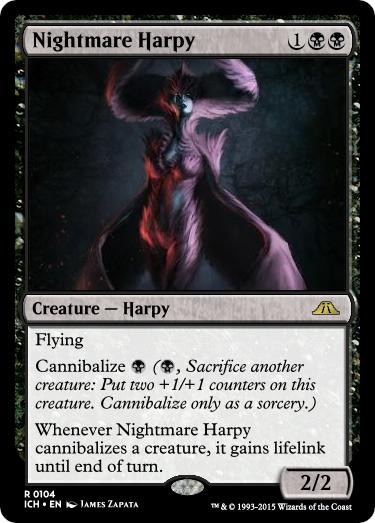 Nightmare Harpy 1
Creature — Harpy
Flying
Cannibalize (, Sacrifice another
creature: Put two +1/+1 counters on this
creature. Cannibalize only as a sorcery.)
Whenever Nightmare Harpy
cannibalizes a creature, it gains lifelink
until end of turn.
2/2
R 0104
ICH • EN JAMES ZAPATA
™ & © 1993-2015 Wizards of the Coast